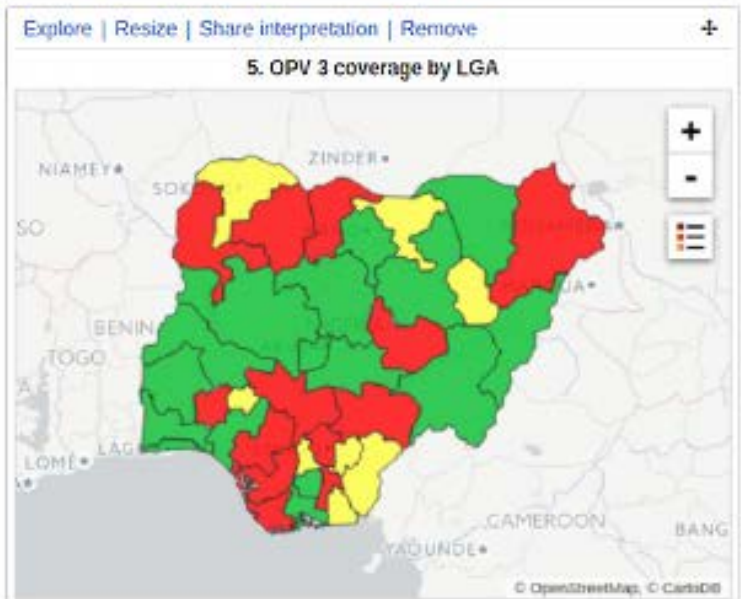 Explore | Resize | Share interpretation | Remove
5. OPV 3 coverage by LGA
+
NIAMEY
ZINDER
-
SO
BENIN
TOGO
LOMÉ
CAMEROON
BANG
YAOUNDE
© OpenStreetMap, © CartoDB